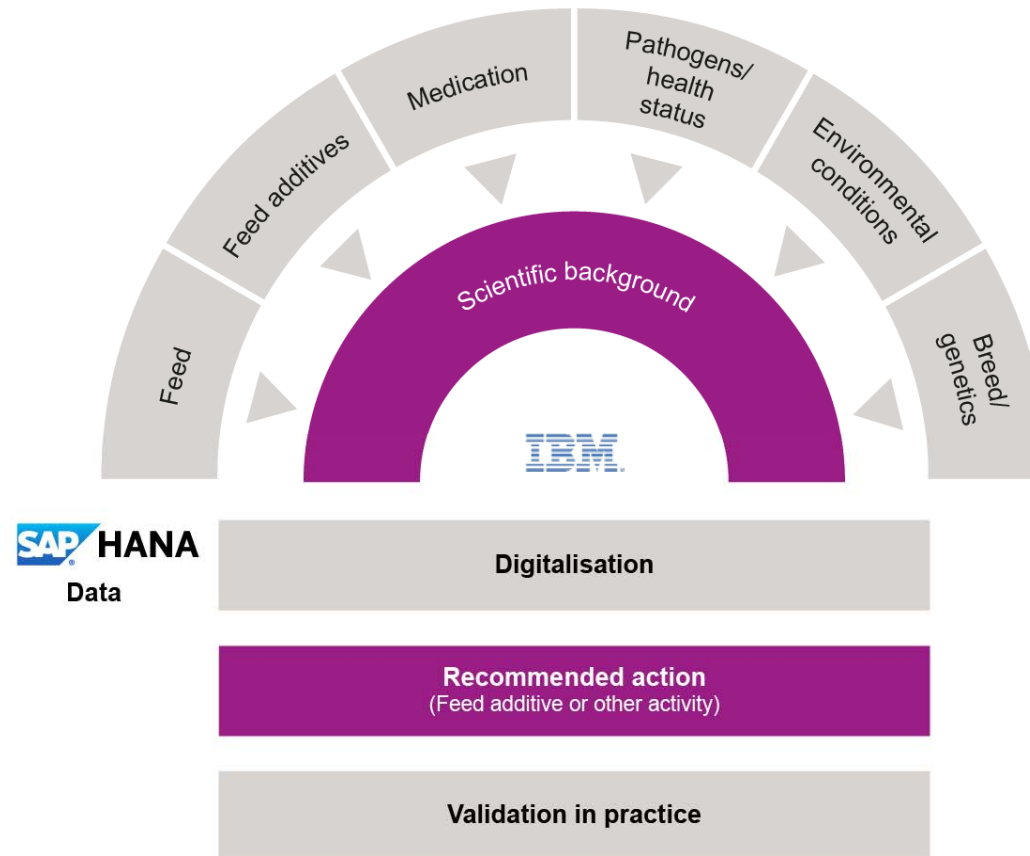 Feed
Feed additives
Medication
Pathogens/
health
status
Environmental
conditions
Breed/
genetics
Scientific background
IBM.
SAP HANA
Data
Digitalisation
Recommended action
(Feed additive or other activity)
Validation in practice